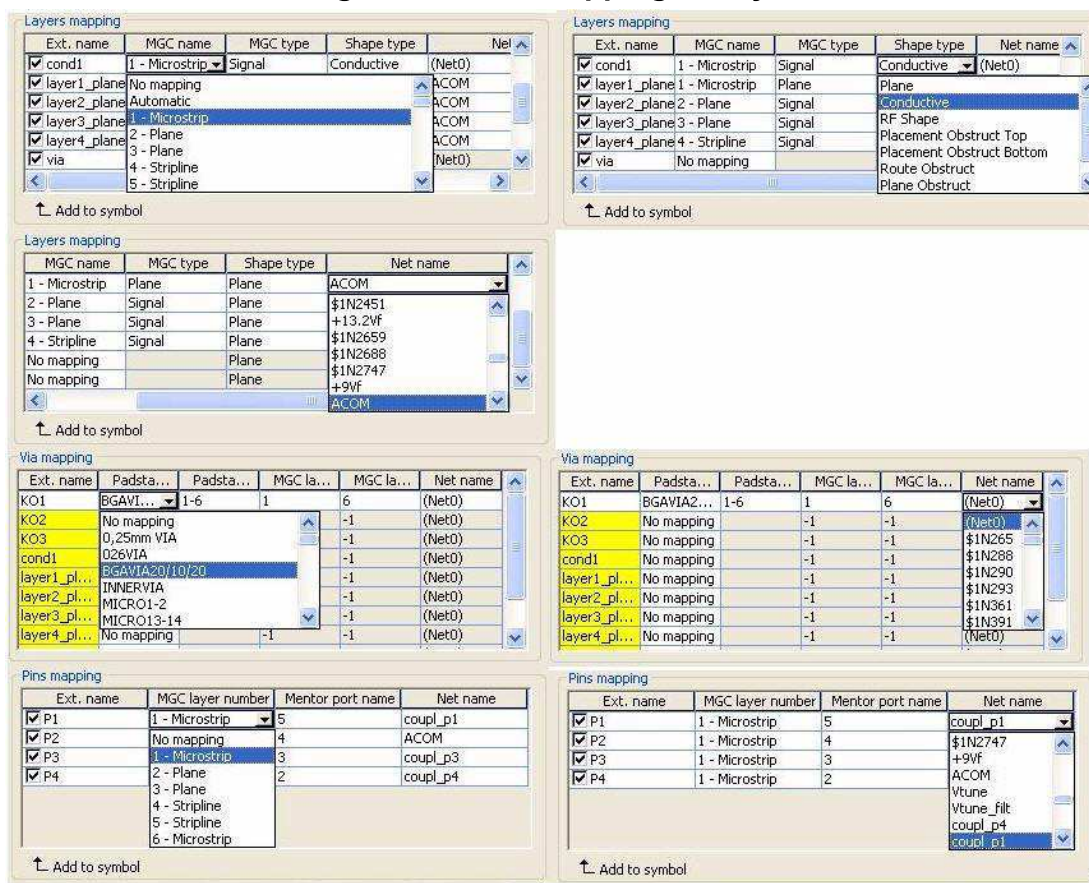 Layers mapping
Ext. name MGC name MGC type Shape type Net
cond1 1 - Microstrip Signal Conductive (Net0)
layer1_plane No mapping ACOM
layer2_plane Automatic ACOM
layer3_plane 1 - Microstrip ACOM
layer4_plane 2 - Plane ACOM
via 3 - Plane (Net0)
4 - Stripline
5 - Stripline
Add to symbol
Layers mapping
Ext. name MGC name MGC type Shape type Net name
cond1 1 - Microstrip Signal Conductive (Net0)
layer1_plane 1 - Microstrip Plane Plane
layer2_plane 2 - Plane Signal Conductive
layer3_plane 3 - Plane Signal RF Shape
layer4_plane 4 - Stripline Signal Placement Obstruct Top
via No mapping Placement Obstruct Bottom
Route Obstruct
Plane Obstruct
Add to symbol
Layers mapping
MGC name MGC type Shape type Net name
1 - Microstrip Plane Plane ACOM
2 - Plane Signal Plane $1N2451
3 - Plane Signal Plane +13.2Vf
4 - Stripline Signal Plane $1N2659
No mapping Plane $1N2688
No mapping Plane $1N2747
+9Vf
ACOM
Add to symbol
Via mapping
Ext. name Padsta... Padsta... MGC la... MGC la... Net name
KO1 BGAVI... 1-6 1 6 (Net0)
KO2 No mapping -1 (Net0)
KO3 0,25mm VIA -1 (Net0)
cond1 026VIA -1 (Net0)
layer1_pl... BGAVIA20/10/20 -1 (Net0)
layer2_pl... INNERVIA -1 (Net0)
layer3_pl... MICRO1-2 -1 (Net0)
MICRO13-14
layer4_pl... No mapping -1 -1 (Net0)
Via mapping
Ext. name Padsta... Padsta... MGC la... MGC la... Net name
KO1 BGAVIA2... 1-6 1 6 (Net0)
KO2 No mapping -1 -1 (Net0)
KO3 No mapping -1 -1 $1N265
cond1 No mapping -1 -1 $1N288
layer1_pl... No mapping -1 -1 $1N290
layer2_pl... No mapping -1 -1 $1N293
layer3_pl... No mapping -1 -1 $1N361
$1N391
layer4_pl... No mapping -1 -1 (Net0)
Pins mapping
Ext. name MGC layer number Mentor port name Net name
P1 1 - Microstrip 5 coupl_p1
P2 No mapping 4 ACOM
P3 1 - Microstrip 3 coupl_p3
P4 2 - Plane 2 coupl_p4
3 - Plane
4 - Stripline
5 - Stripline
6 - Microstrip
Add to symbol
Pins mapping
Ext. name MGC layer number Mentor port name Net name
P1 1 - Microstrip 5 coupl_p1
P2 1 - Microstrip 4 $1N2747
P3 1 - Microstrip 3 +9Vf
P4 1 - Microstrip 2 ACOM
Vtune
Vtune_filt
coupl_p4
coupl_p1
Add to symbol